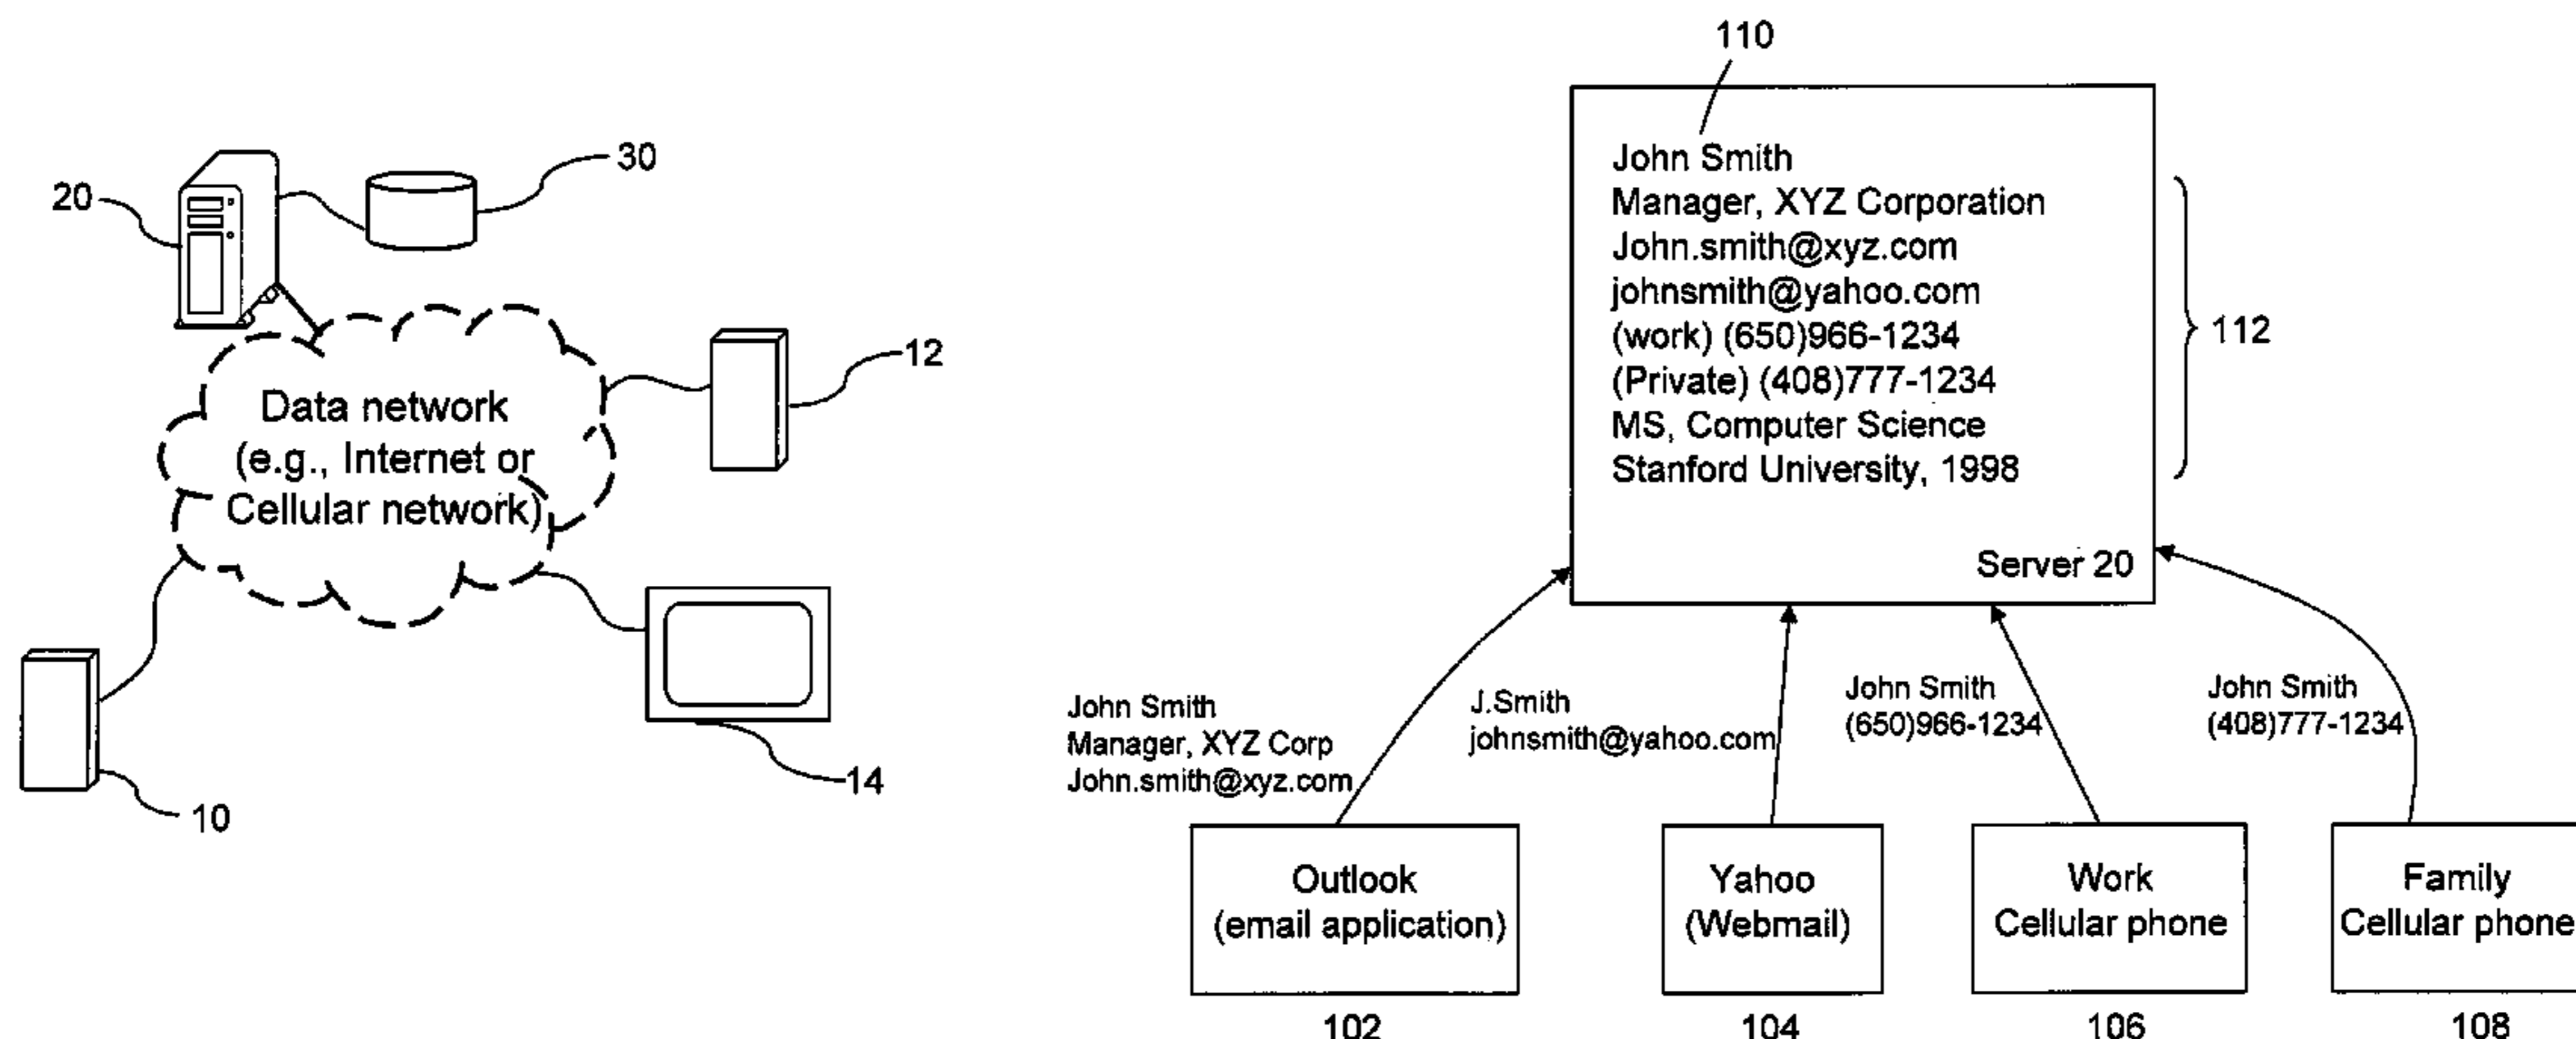 20
30
12
Data network
(e.g., Internet or
Cellular network)
14
10
110
John Smith
Manager, XYZ Corporation
John.smith@xyz.com
johnsmith@yahoo.com
(work) (650)966-1234
(Private) (408)777-1234
MS, Computer Science
Stanford University, 1998
112
Server 20
John Smith
Manager, XYZ Corp
John.smith@xyz.com
J.Smith
johnsmith@yahoo.com
John Smith
(650)966-1234
John Smith
(408)777-1234
Outlook
(email application)
Yahoo
(Webmail)
Work
Cellular phone
Family
Cellular phone
102
104
106
108